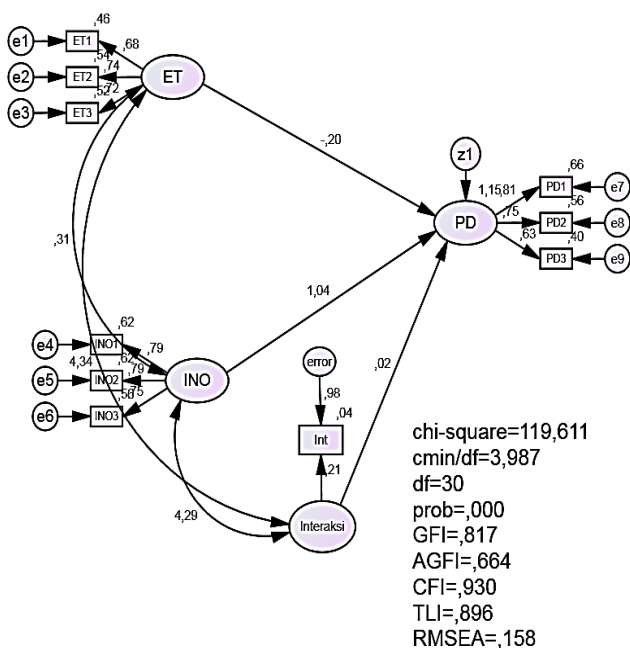 ,46
e1 ET1 ,68
ET
,54
e2 ET2 ,74
,52 ,72
e3 ET3
-,20
z1
,66
1,15 ,81 PD1 e7
PD ,75 ,56
PD2 e8
,63 ,40
PD3 e9
,31
1,04
,62
e4 INO1 ,79
4,34 ,62
e5 INO2 ,79
INO
,75
e6 INO3
error
,98
,02
,04
Int
,21
4,29
Interaksi
chi-square=119,611
cmin/df=3,987
df=30
prob=,000
GFI=,817
AGFI=,664
CFI=,930
TLI=,896
RMSEA=,158